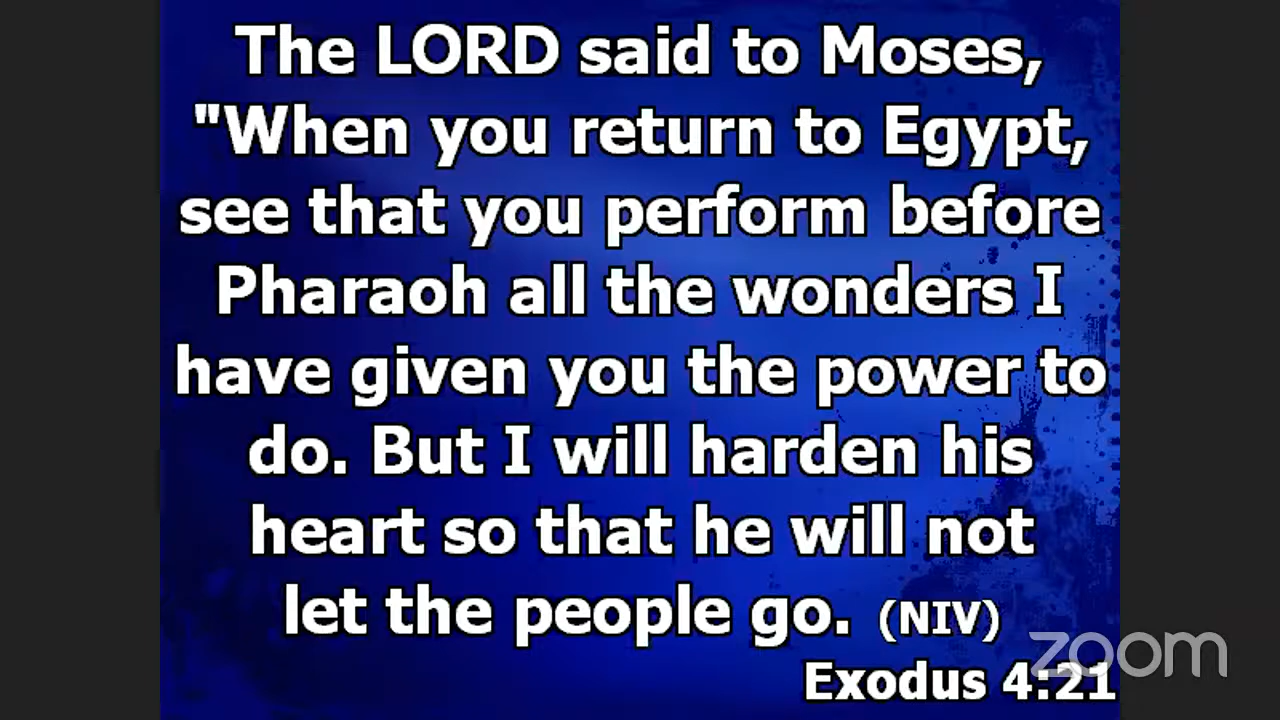 The LORD said to Moses,
"When you return to Egypt,
see that you perform before
Pharaoh all the wonders I
have given you the power to
do. But I will harden his
heart so that he will not
let the people go. (NIV)
zoom
Exodus 4:21